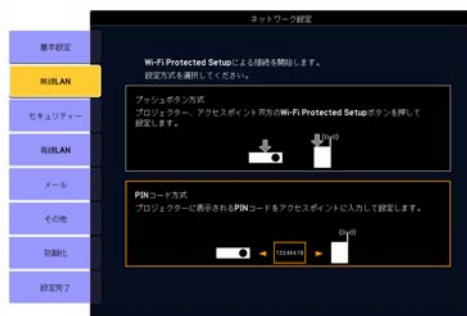 ネットワーク設定
基本設定
無線LAN
セキュリティー
有線LAN
メール
その他
初期化
設定完了
Wi-Fi Protected Setupによる接続を開始します。
設定方式を選択してください。
プッシュボタン方式
プロジェクター、アクセスポイント双方のWi-Fi Protected Setupボタンを押して
設定します。
PINコード方式
プロジェクターに表示されるPINコードをアクセスポイントに入力して設定します。